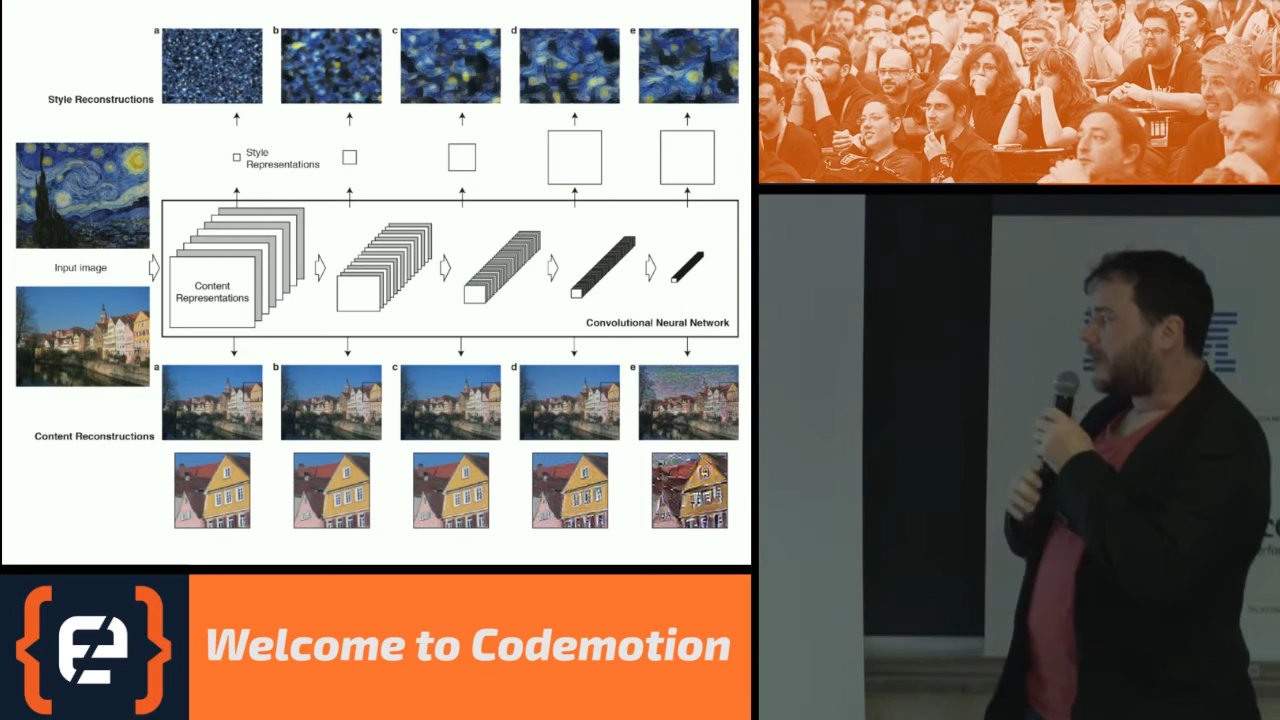 a
b
c
d
e
Style Reconstructions
Style
Representations
Input image
Content
Representations
Convolutional Neural Network
a
b
c
d
e
Content Reconstructions
Welcome to Codemotion